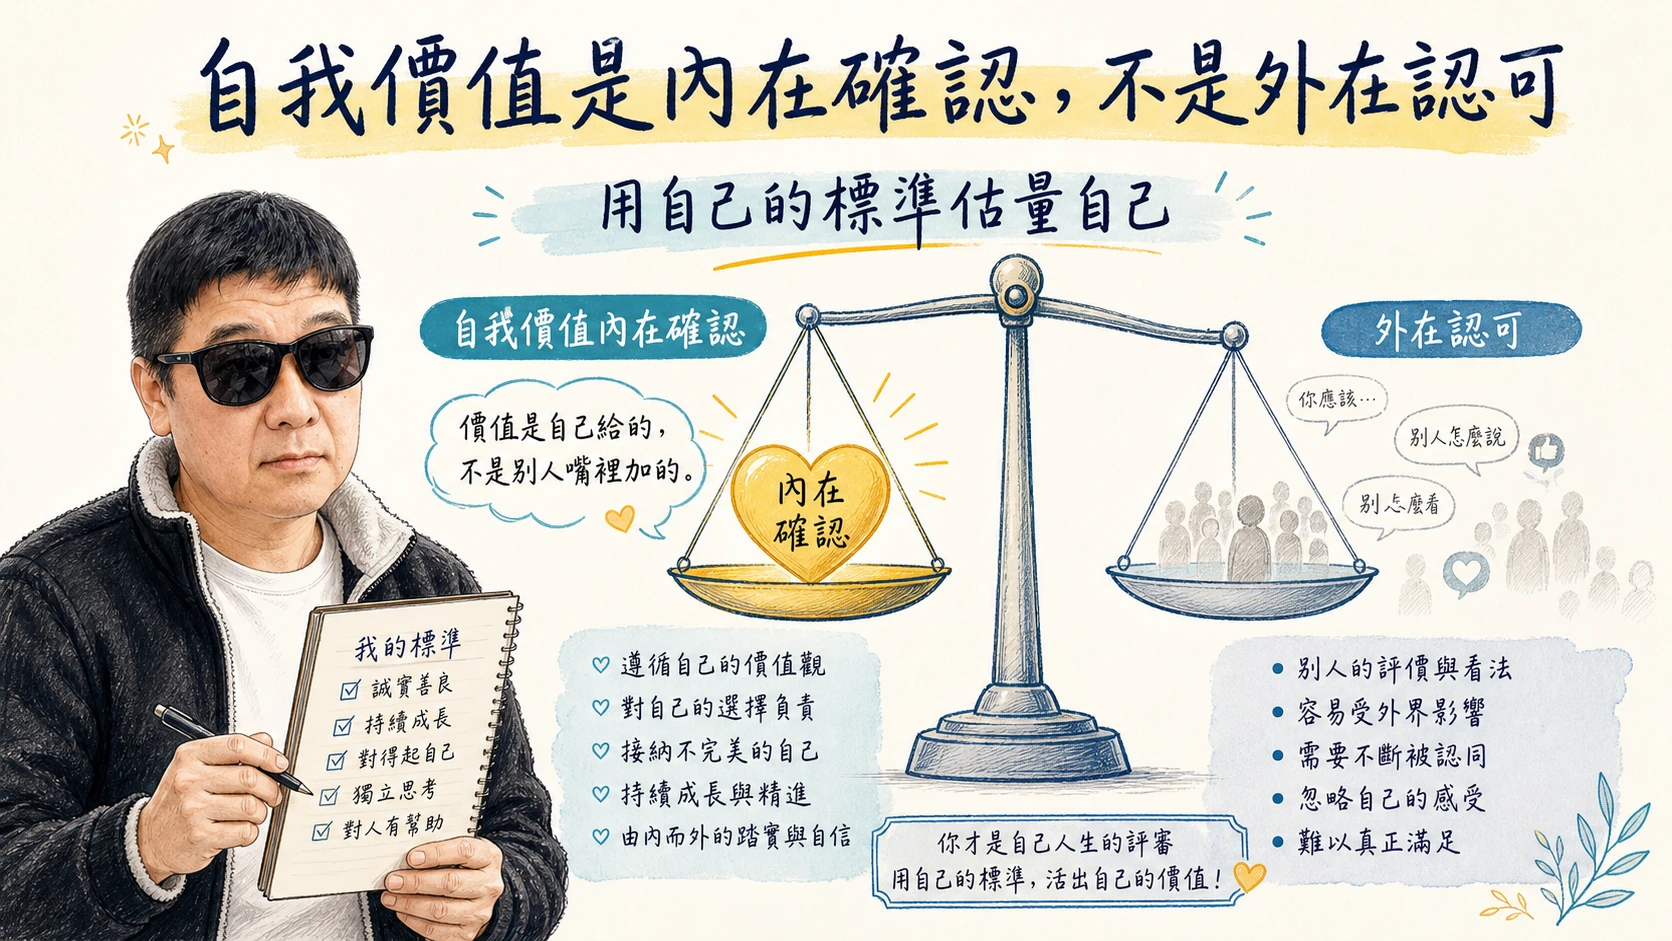 自我價值是內在確認，不是外在認可
用自己的標準估量自己
自我價值內在確認
價值是自己給的，
不是別人嘴裡加的。
內在
確認
外在認可
你應該…
別人怎麼說
別怎麼看
我的標準
誠實善良
持續成長
對得起自己
獨立思考
對人有幫助
遵循自己的價值觀
對自己的選擇負責
接納不完美的自己
持續成長與精進
由內而外的踏實與自信
別人的評價與看法
容易受外界影響
需要不斷被認同
忽略自己的感受
難以真正滿足
你才是自己人生的評審
用自己的標準，活出自己的價值！